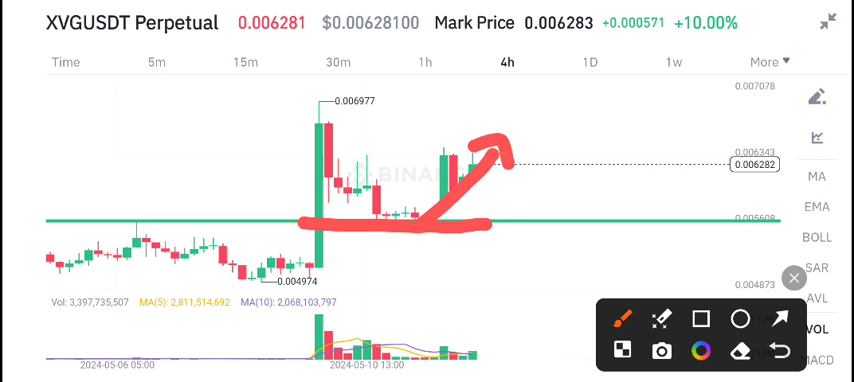 XVGUSDT Perpetual 0.006281 $0.00628100 Mark Price 0.006283 +0.000571 +10.00%
Time 5m 15m 30m 1h 4h 1D 1w More
0.007078
0.006977
0.006343
0.006282
MA
0.005608
EMA
BOLL
SAR
0.004974
0.004873
AVL
Vol: 3,397,735,507 MA(5): 2,811,514,692 MA(10): 2,068,103,797
VOL
MACD
2024-05-06 05:00 2024-05-10 13:00